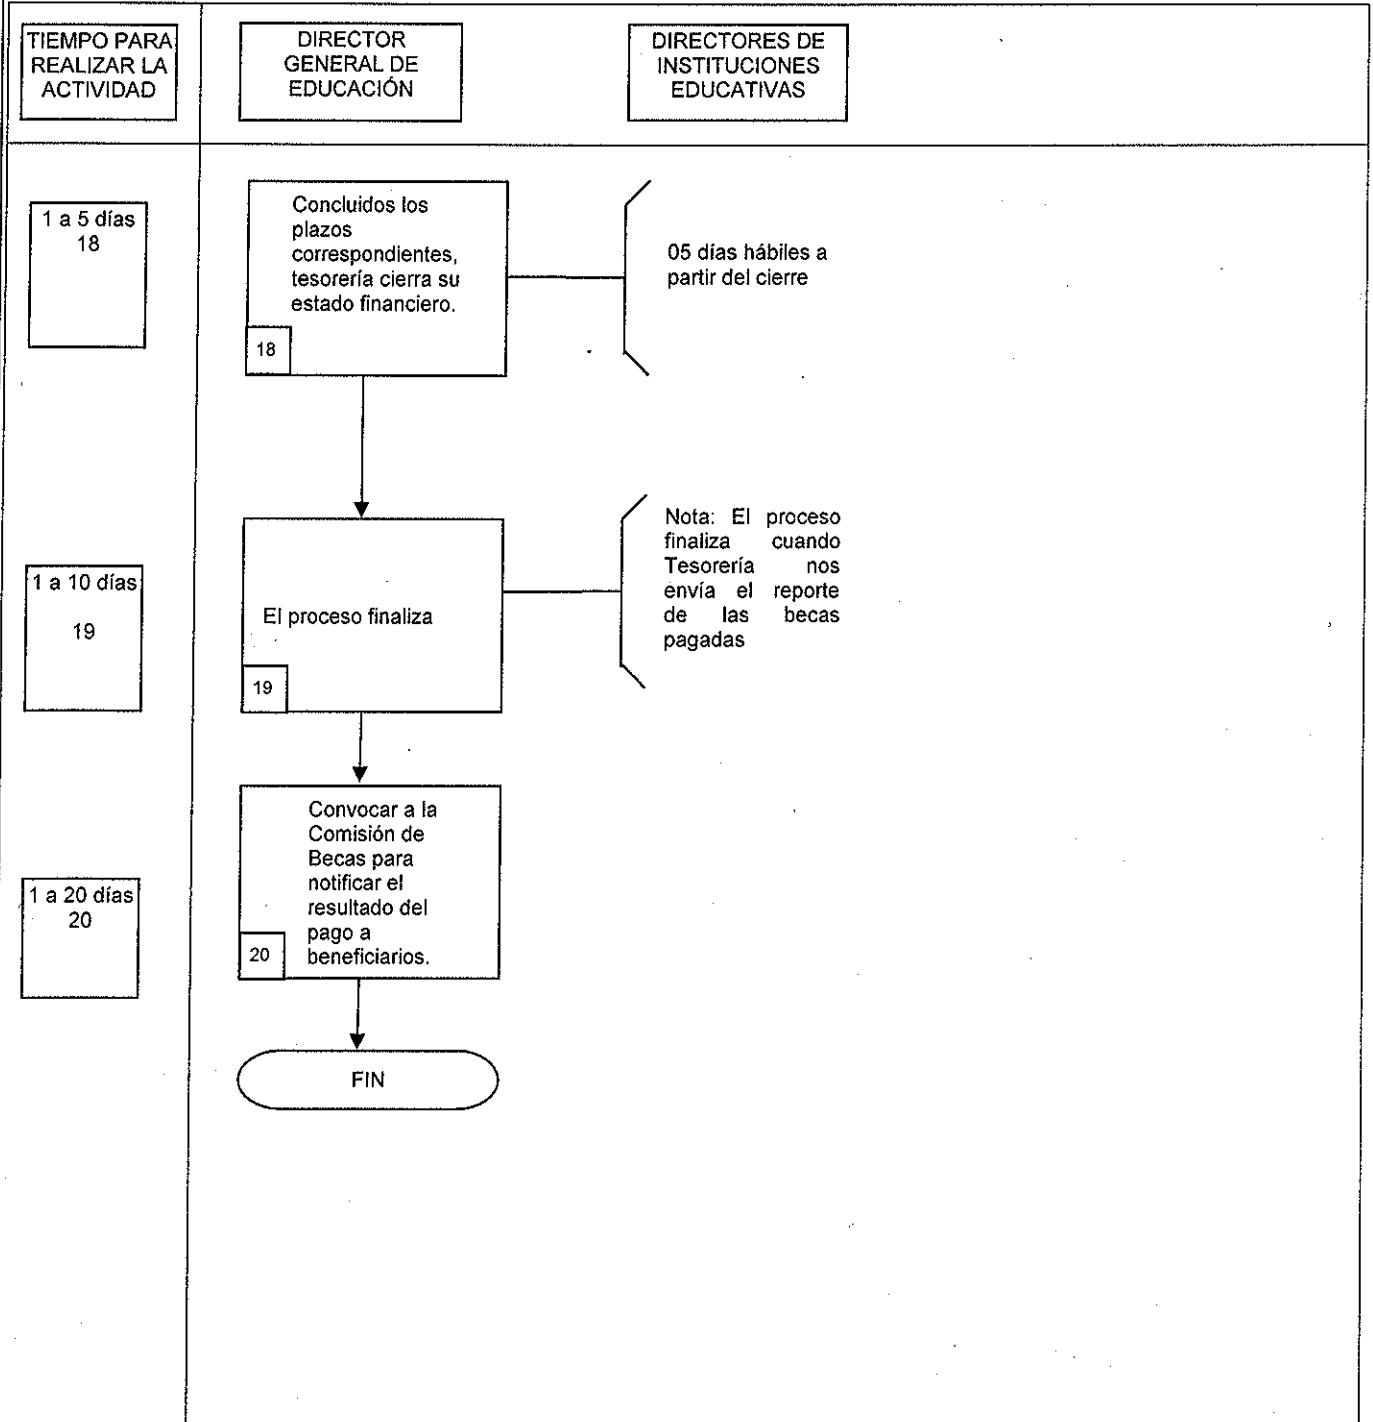 TIEMPO PARA
REALIZAR LA
ACTIVIDAD
DIRECTOR
GENERAL DE
EDUCACIÓN
DIRECTORES DE
INSTITUCIONES
EDUCATIVAS
1 a 5 días
18
Concluidos los
plazos
correspondientes,
tesorería cierra su
estado financiero.
18
05 días hábiles a
partir del cierre
1 a 10 días
19
El proceso finaliza
19
Nota: El proceso
finaliza cuando
Tesorería nos
envía el reporte
de las becas
pagadas
1 a 20 días
20
Convocar a la
Comisión de
Becas para
notificar el
resultado del
pago a
beneficiarios.
20
FIN